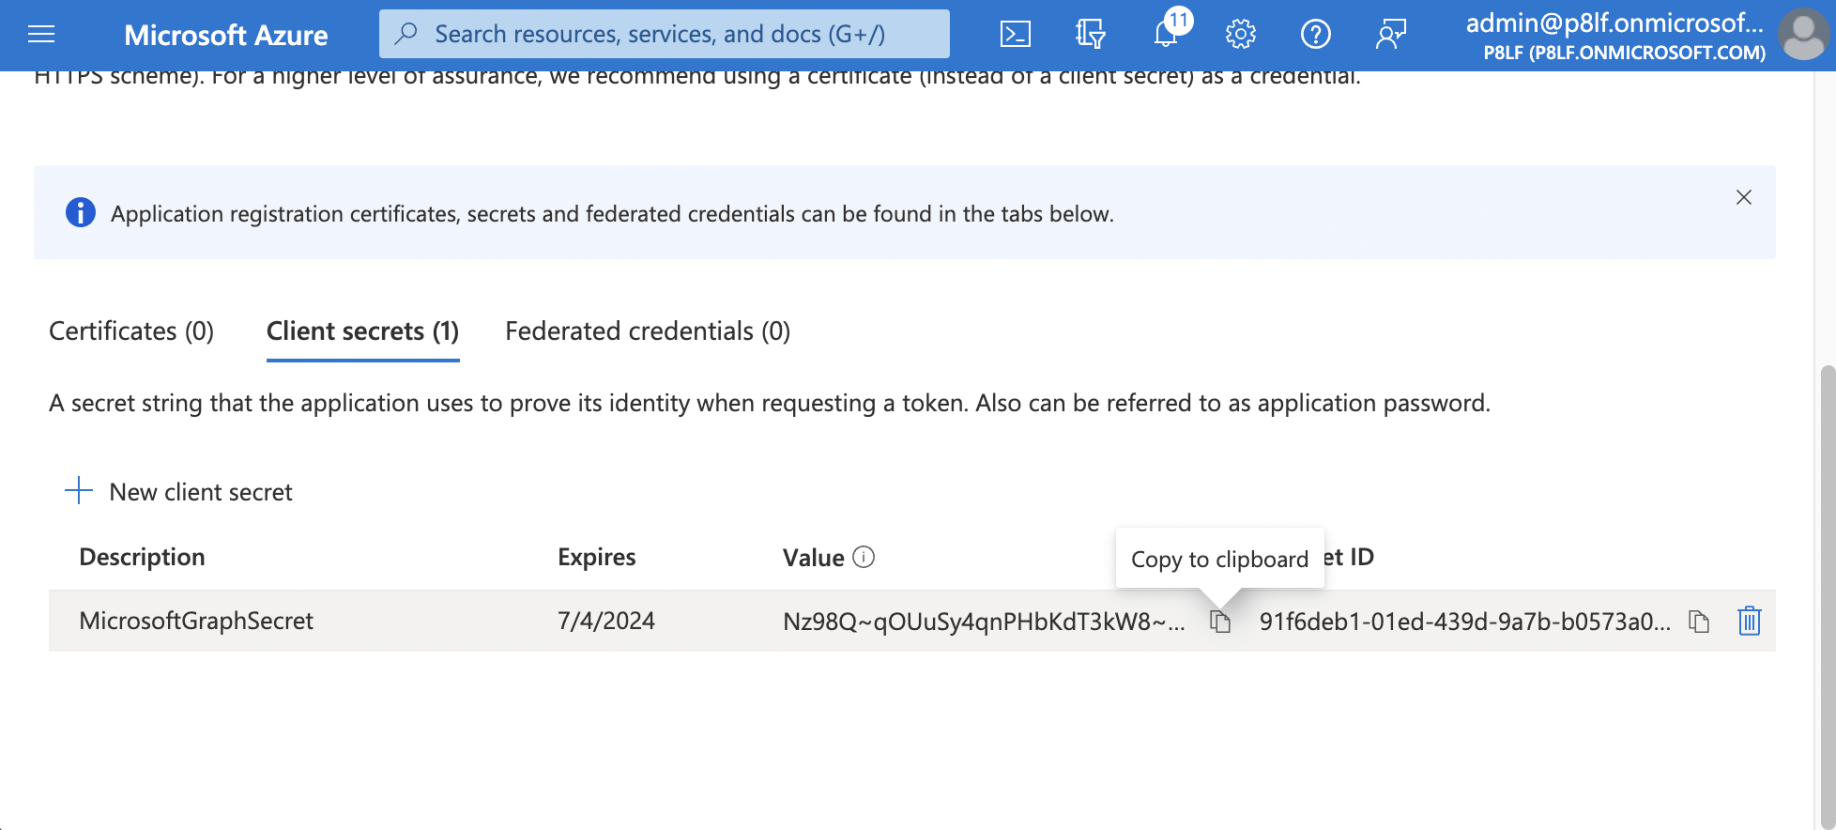 Microsoft Azure
Search resources, services, and docs (G+/)
11
admin@p8lf.onmicrosof...
P8LF (P8LF.ONMICROSOFT.COM)
HTTPS scheme). For a higher level of assurance, we recommend using a certificate (instead of a client secret) as a credential.
Application registration certificates, secrets and federated credentials can be found in the tabs below.
Certificates (0) Client secrets (1) Federated credentials (0)
A secret string that the application uses to prove its identity when requesting a token. Also can be referred to as application password.
New client secret
Copy to clipboard
Description Expires Value et ID
MicrosoftGraphSecret 7/4/2024 Nz98Q~qOUuSy4qnPHbKdT3kW8~... 91f6deb1-01ed-439d-9a7b-b0573a0...